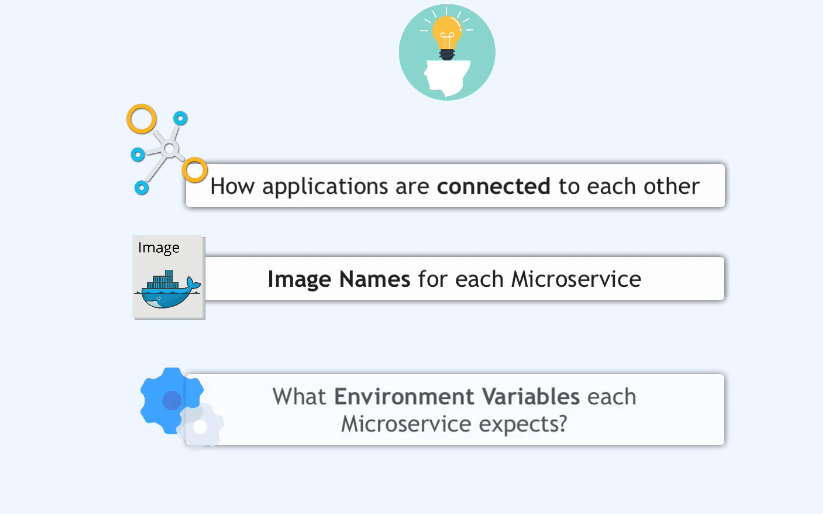 How applications are connected to each other
Image
Image Names for each Microservice
What Environment Variables each
Microservice expects?